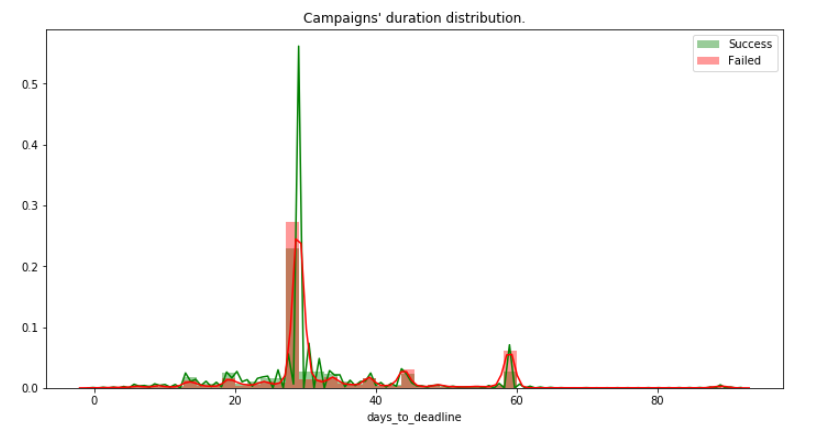 Campaigns' duration distribution.
Success
Failed
0.5
0.4
0.3
0.2
0.1
0.0
0 20 40 60 80
days_to_deadline